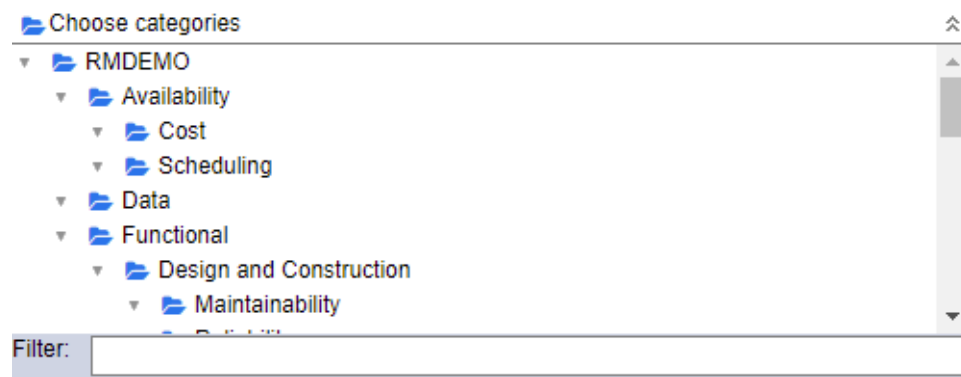 Choose categories
RMDEMO
Availability
Cost
Scheduling
Data
Functional
Design and Construction
Maintainability
Filter: